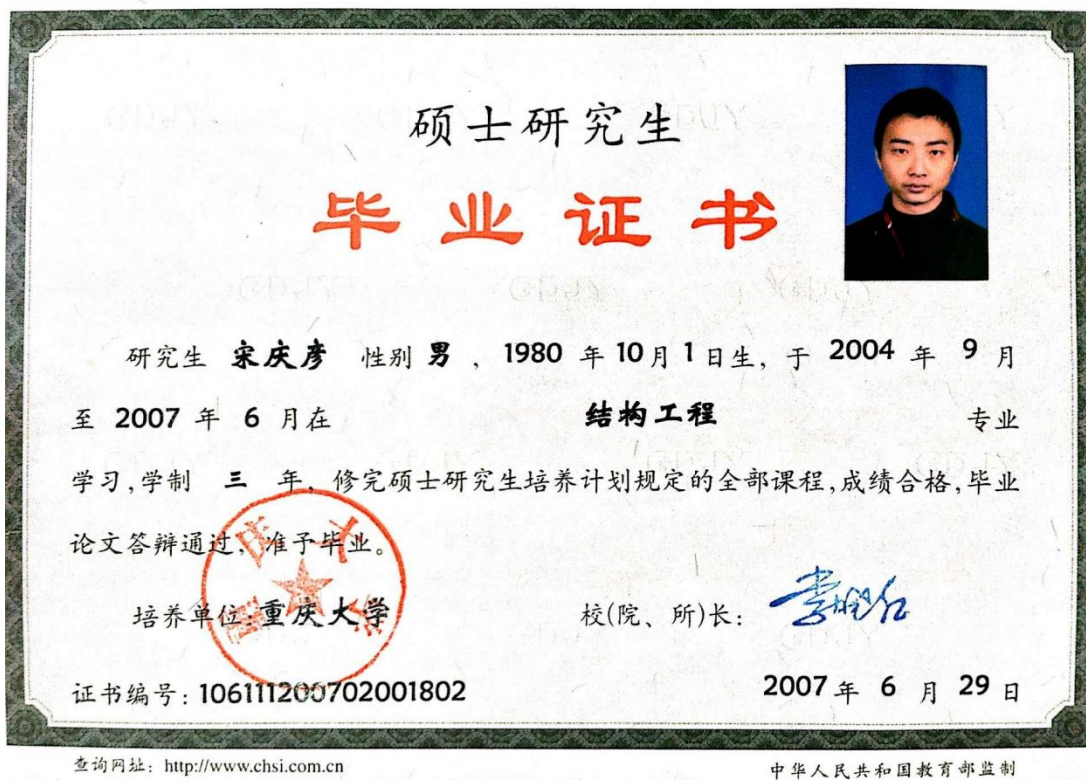 硕士研究生
毕业证书
研究生 宋庆彦 性别 男 ，1980 年 10 月 1 日生，于 2004 年 9 月
至 2007 年 6 月在 结构工程 专业
学习，学制 三 年，修完硕士研究生培养计划规定的全部课程，成绩合格，毕业
论文答辩通过，准予毕业。
培养单位：重庆大学 校(院、所)长：
证书编号：106111200702001802 2007 年 6 月 29 日
查询网址：http://www.chsi.com.cn 中华人民共和国教育部监制
重庆大学